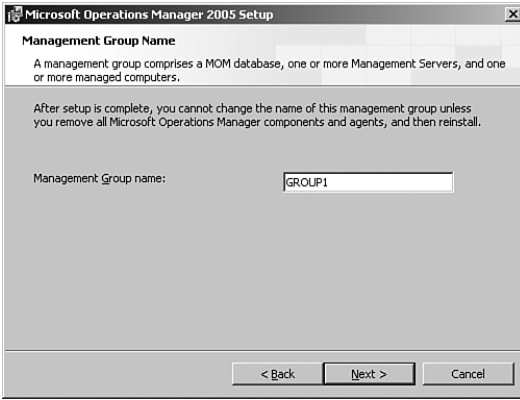 Microsoft Operations Manager 2005 Setup
Management Group Name
A management group comprises a MOM database, one or more Management Servers, and one
or more managed computers.
After setup is complete, you cannot change the name of this management group unless
you remove all Microsoft Operations Manager components and agents, and then reinstall.
Management Group name:
GROUP1
< Back
Next >
Cancel